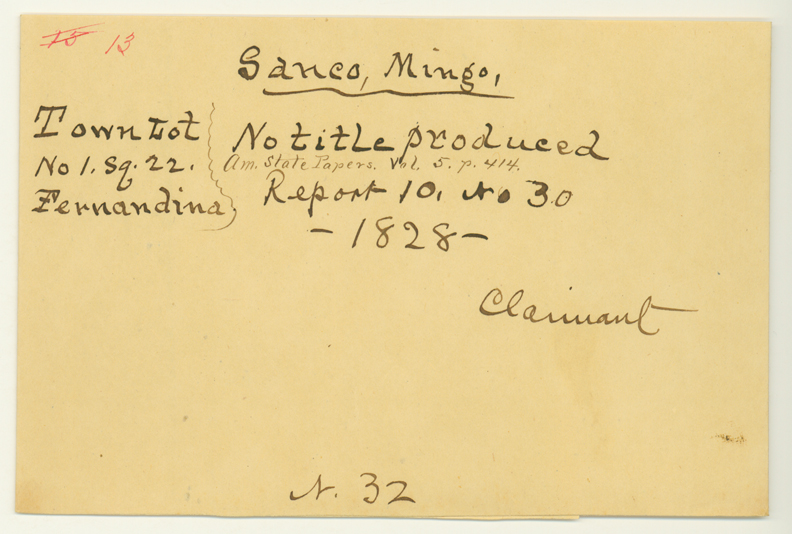 15 13
Sanco, Mingo,
Town Lot
No 1. Sq. 22.
Fernandina
No title produced
Am. State Papers. Vol. 5. p. 414.
Report 10, No 30
- 1828 -
Claimant
N. 32